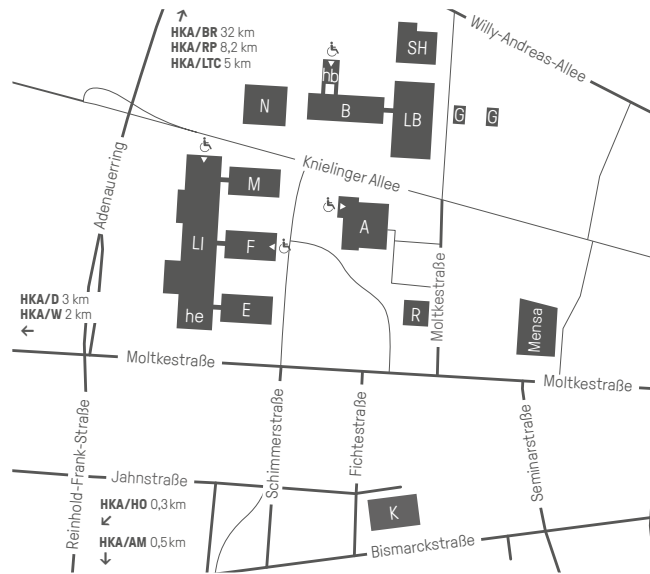 HKA/BR 32 km
HKA/RP 8,2 km
HKA/LTC 5 km
Willy-Andreas-Allee
SH
hb
N
B
LB
G
G
Knielinger Allee
Adenauerring
M
A
LI
F
HKA/D 3 km
HKA/W 2 km
he
E
R
Moltkestraße
Mensa
Moltkestraße
Moltkestraße
Reinhold-Frank-Straße
Schimmerstraße
Fichtestraße
Seminarstraße
Jahnstraße
HKA/HO 0,3 km
K
HKA/AM 0,5 km
Bismarckstraße